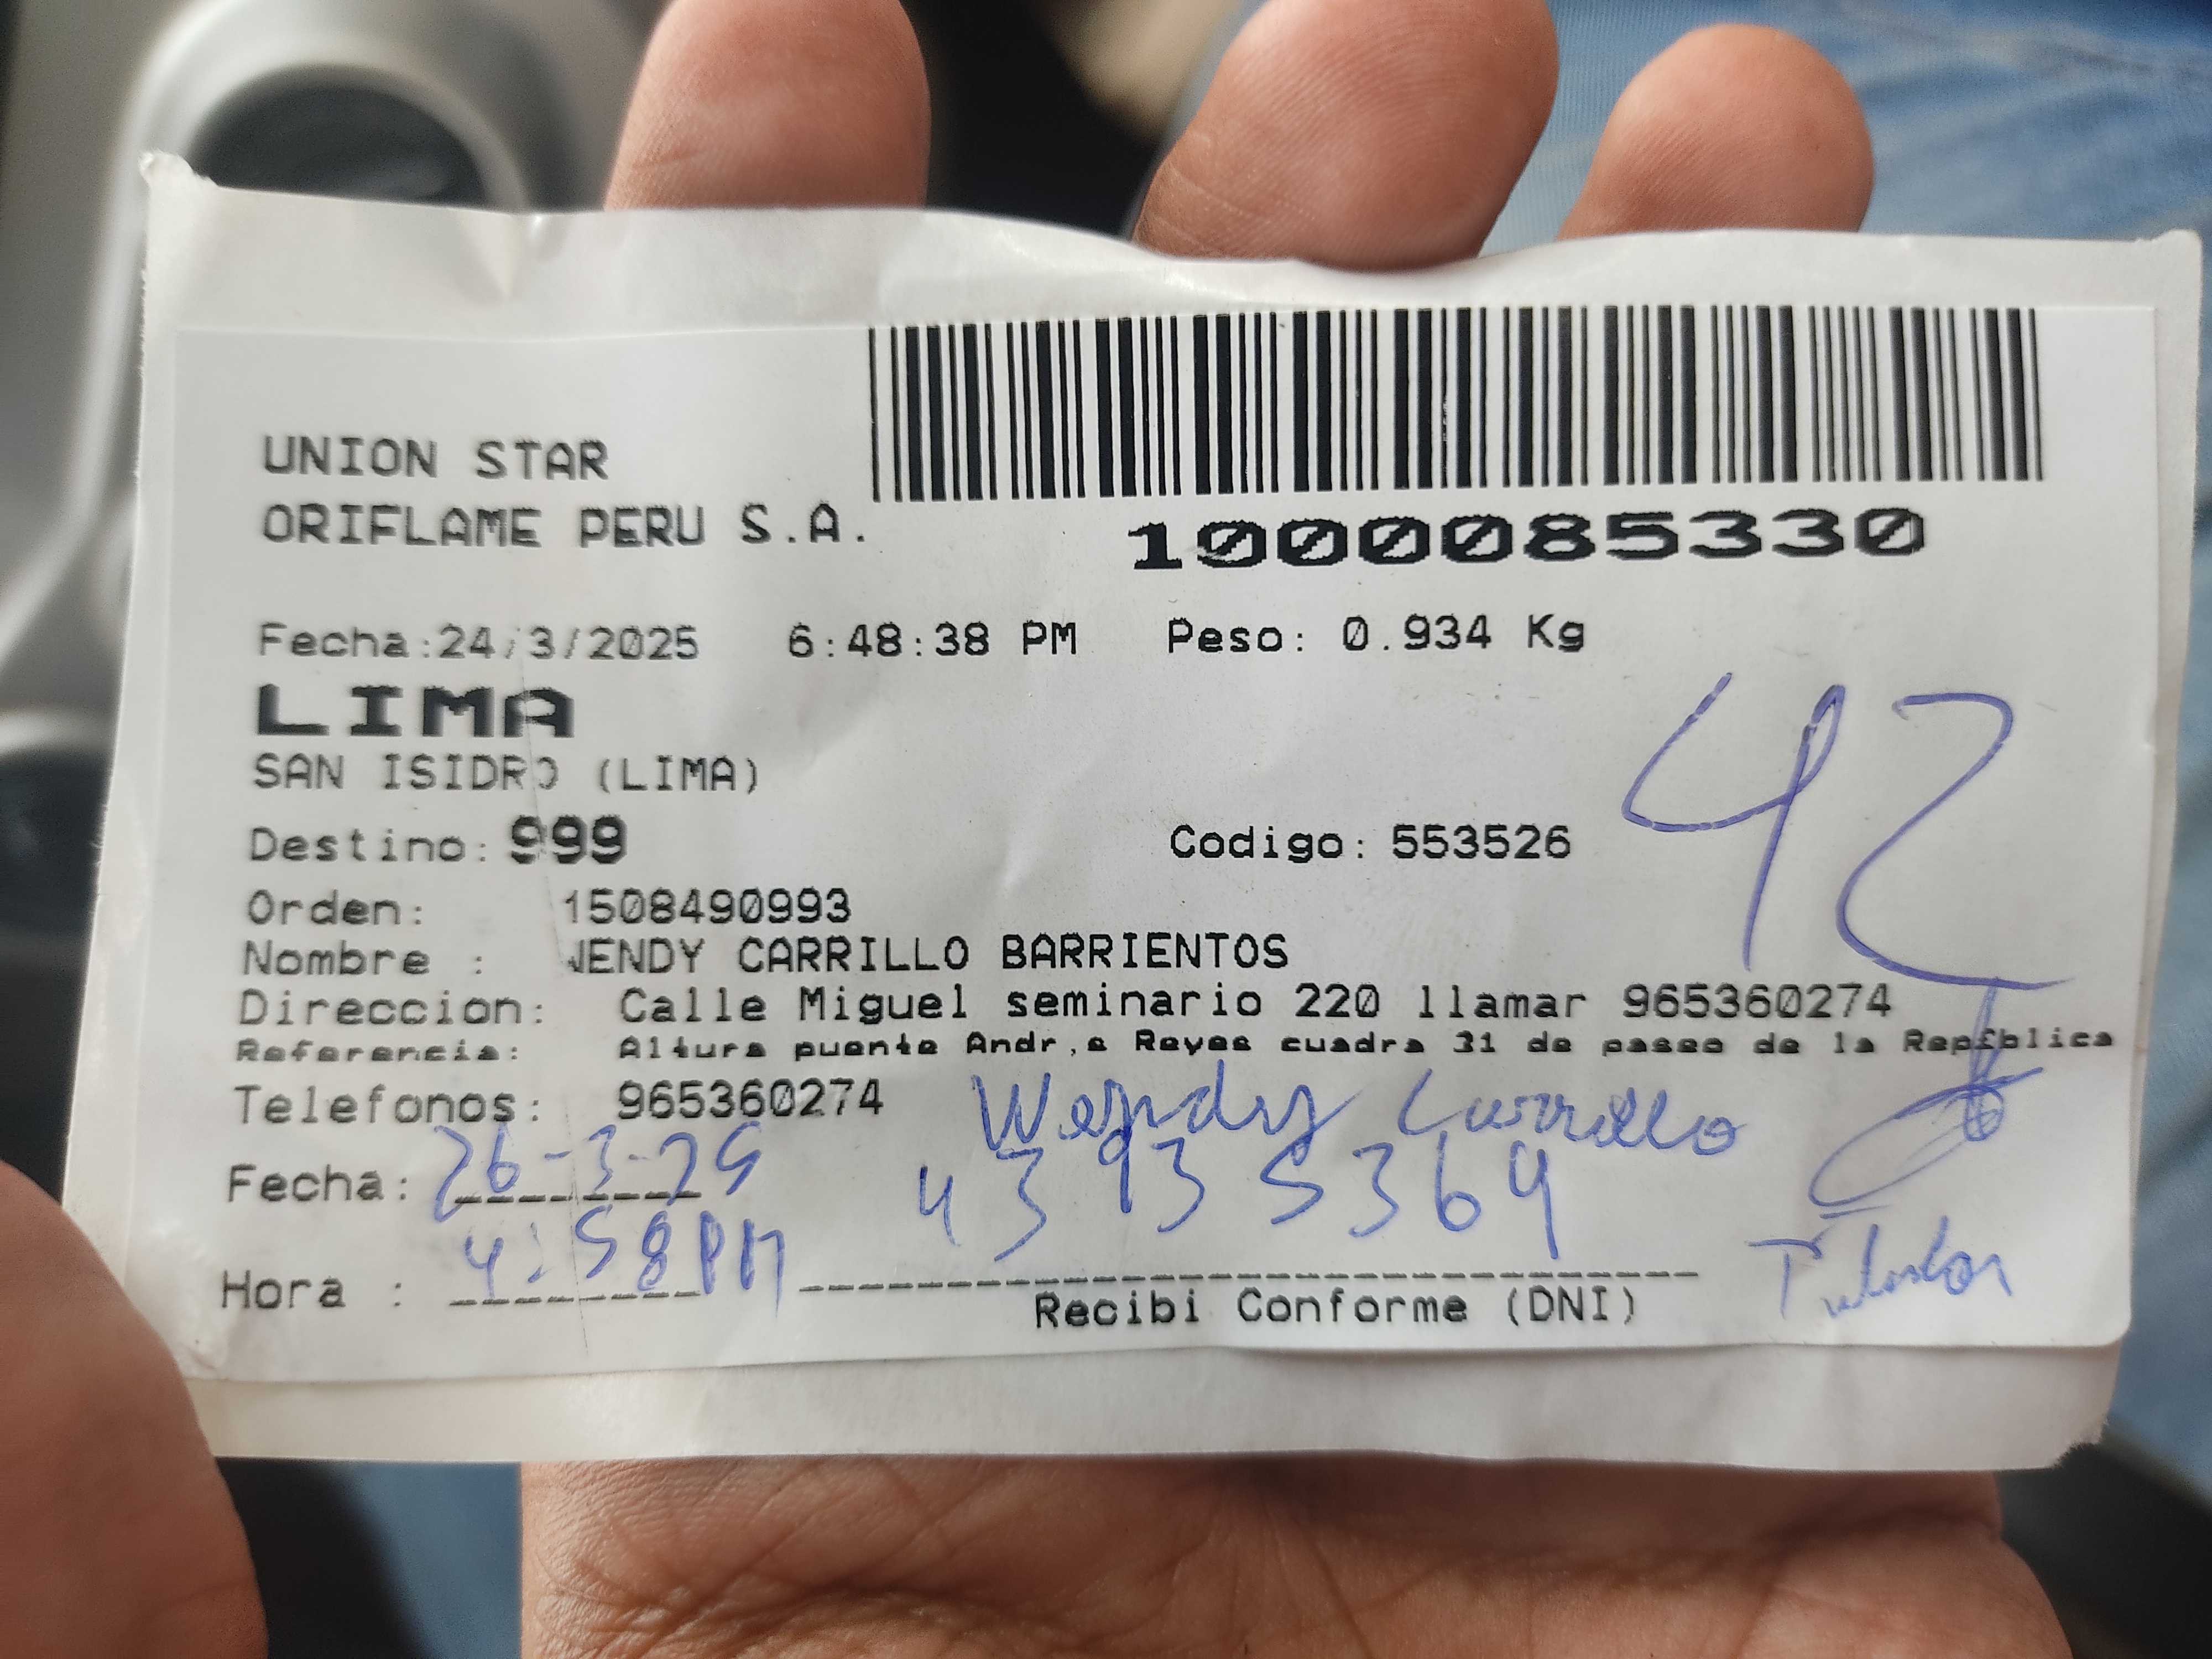 UNION STAR
ORIFLAME PERU S.A.
1000085330
Fecha:24/3/2025 6:48:38 PM Peso: 0.934 Kg
LIMA
SAN ISIDRO (LIMA)
42
Destino: 999 Codigo: 553526
Orden: 1508490993
Nombre : WENDY CARRILLO BARRIENTOS
Direccion: Calle Miguel seminario 220 llamar 965360274
Referencia: Altura puente Andr,s Reyes cuadra 31 de paseo de la Rep£blica
Telefonos: 965360274 Wendy Carrillo
Fecha: 26-3-25 43935369
Hora : 4:58PM Titular
Recibi Conforme (DNI)